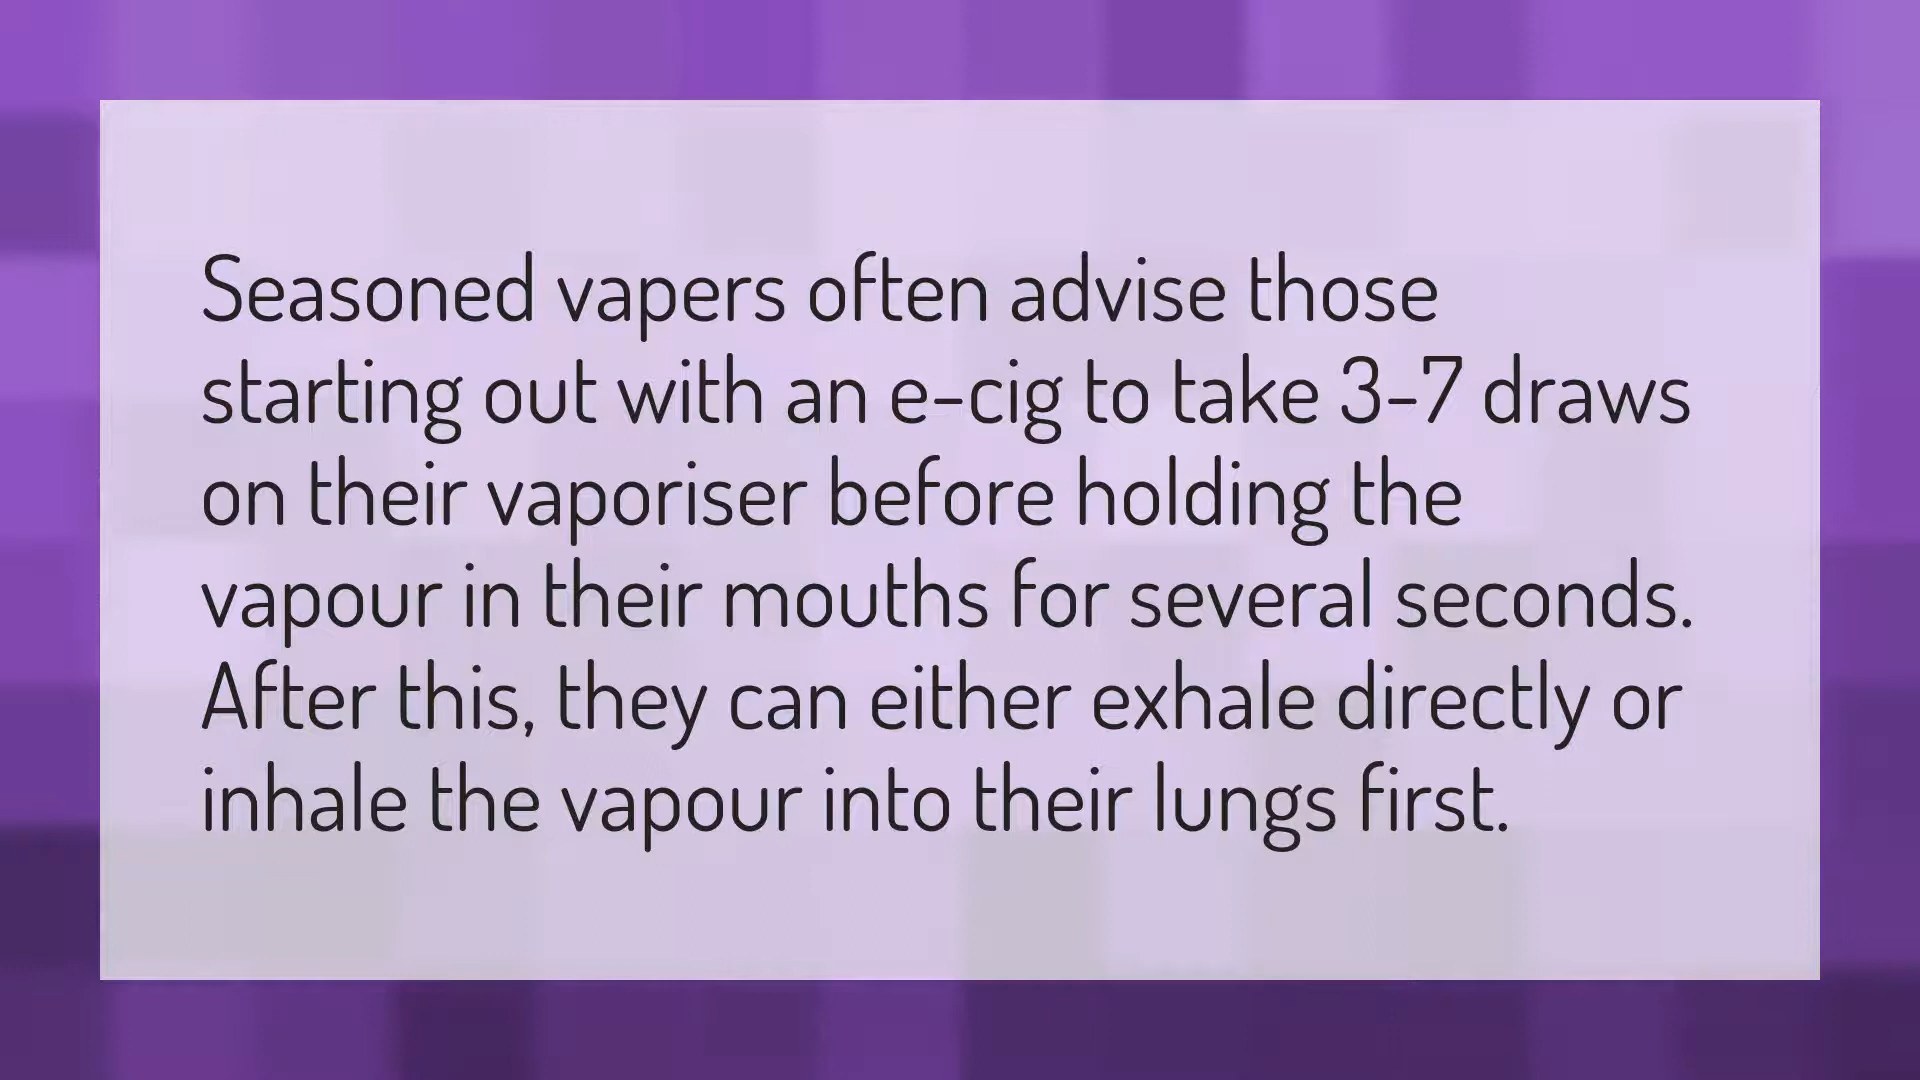 Seasoned vapers often advise those
starting out with an e-cig to take 3-7 draws
on their vaporiser before holding the
vapour in their mouths for several seconds.
After this, they can either exhale directly or
inhale the vapour into their lungs first.